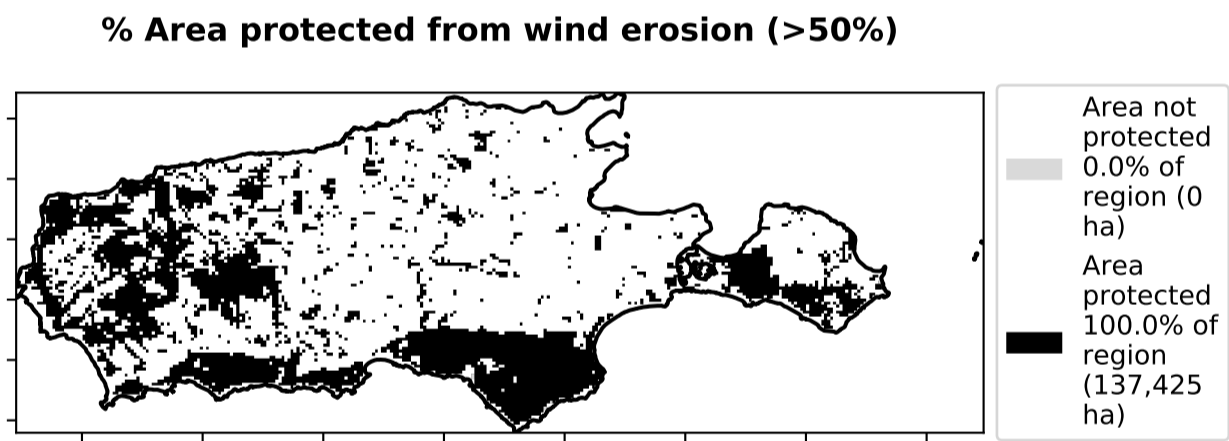 % Area protected from wind erosion (>50%)
Area not
protected
0.0% of
region (0
ha)
Area
protected
100.0% of
region
(137,425
ha)